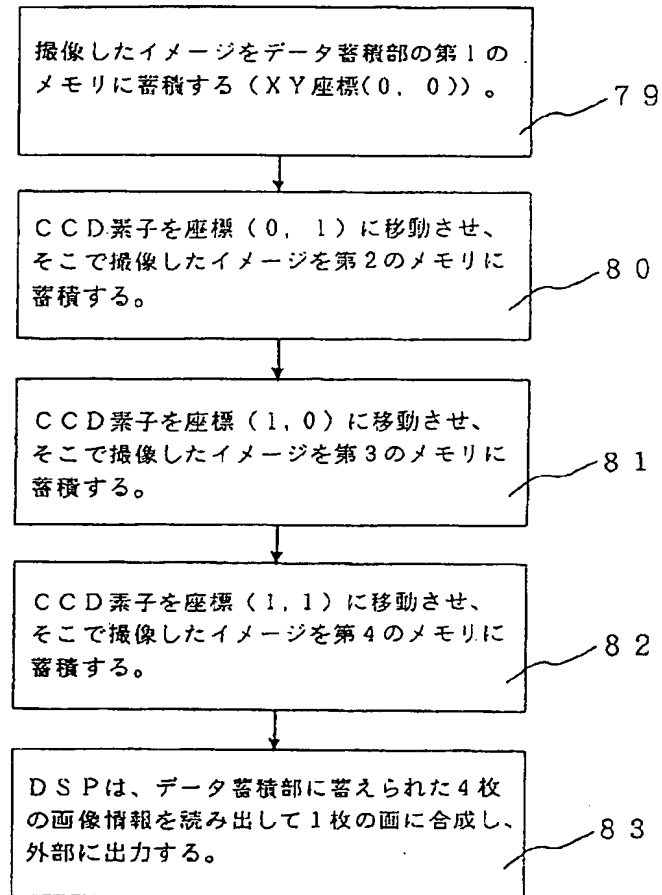 撮像したイメージをデータ蓄積部の第1の
メモリに蓄積する（XY座標(0, 0)）。
79
CCD素子を座標（0, 1）に移動させ、
そこで撮像したイメージを第2のメモリに
蓄積する。
80
CCD素子を座標（1, 0）に移動させ、
そこで撮像したイメージを第3のメモリに
蓄積する。
81
CCD素子を座標（1, 1）に移動させ、
そこで撮像したイメージを第4のメモリに
蓄積する。
82
DSPは、データ蓄積部に蓄えられた4枚
の画像情報を読み出して1枚の画に合成し、
外部に出力する。
83